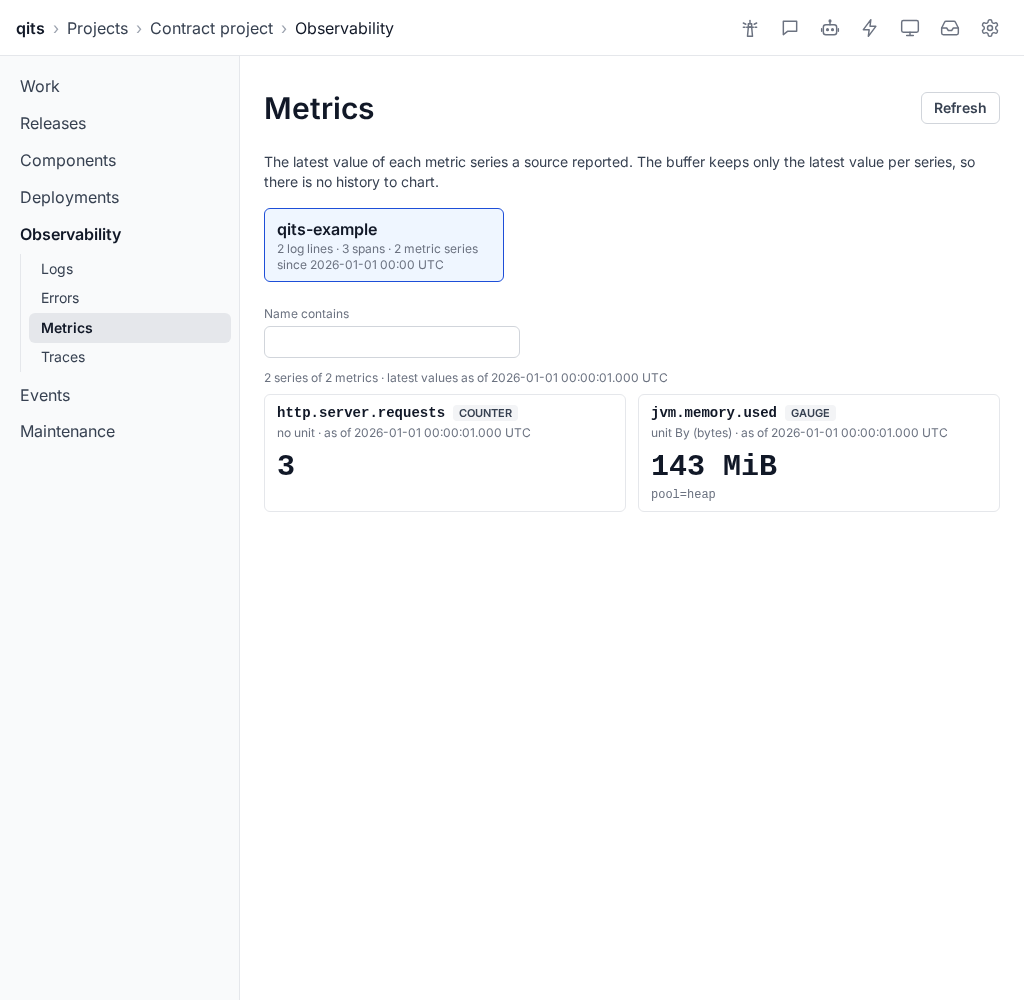 qits › Projects › Contract project › Observability
Work
Releases
Components
Deployments
Observability
Logs
Errors
Metrics
Traces
Events
Maintenance
Metrics
Refresh
The latest value of each metric series a source reported. The buffer keeps only the latest value per series, so
there is no history to chart.
qits-example
2 log lines · 3 spans · 2 metric series
since 2026-01-01 00:00 UTC
Name contains
2 series of 2 metrics · latest values as of 2026-01-01 00:00:01.000 UTC
http.server.requests COUNTER
no unit · as of 2026-01-01 00:00:01.000 UTC
3
jvm.memory.used GAUGE
unit By (bytes) · as of 2026-01-01 00:00:01.000 UTC
143 MiB
pool=heap